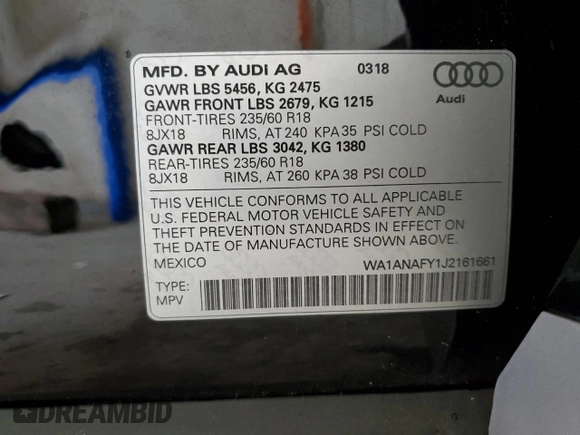 MFD. BY AUDI AG 0318
GVWR LBS 5456, KG 2475
GAWR FRONT LBS 2679, KG 1215
FRONT-TIRES 235/60 R18
8JX18 RIMS, AT 240 KPA 35 PSI COLD
GAWR REAR LBS 3042, KG 1380
REAR-TIRES 235/60 R18
8JX18 RIMS, AT 260 KPA 38 PSI COLD
Audi
THIS VEHICLE CONFORMS TO ALL APPLICABLE
U.S. FEDERAL MOTOR VEHICLE SAFETY AND
THEFT PREVENTION STANDARDS IN EFFECT ON
THE DATE OF MANUFACTURE SHOWN ABOVE.
MEXICO WA1ANAFY1J2161661
TYPE:
MPV
DREAMBID